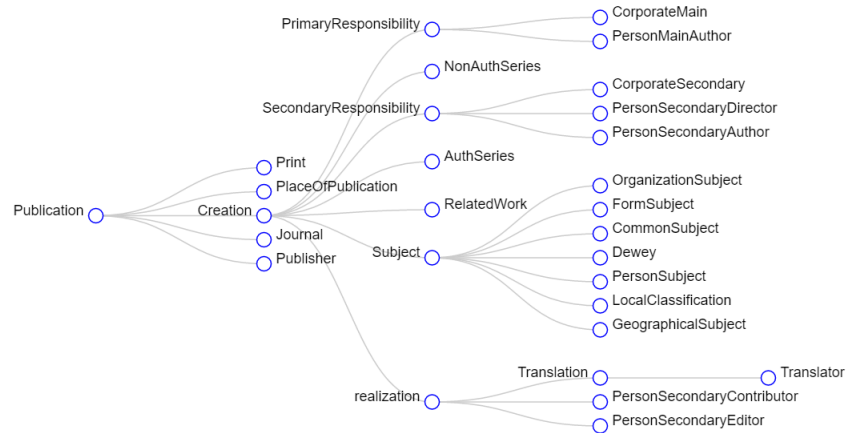 CorporateMain
PrimaryResponsibility
PersonMainAuthor
NonAuthSeries
CorporateSecondary
SecondaryResponsibility
PersonSecondaryDirector
PersonSecondaryAuthor
AuthSeries
Print
OrganizationSubject
PlaceOfPublication
FormSubject
RelatedWork
Publication
Creation
CommonSubject
Journal
Subject
Dewey
Publisher
PersonSubject
LocalClassification
GeographicalSubject
Translation
Translator
realization
PersonSecondaryContributor
PersonSecondaryEditor